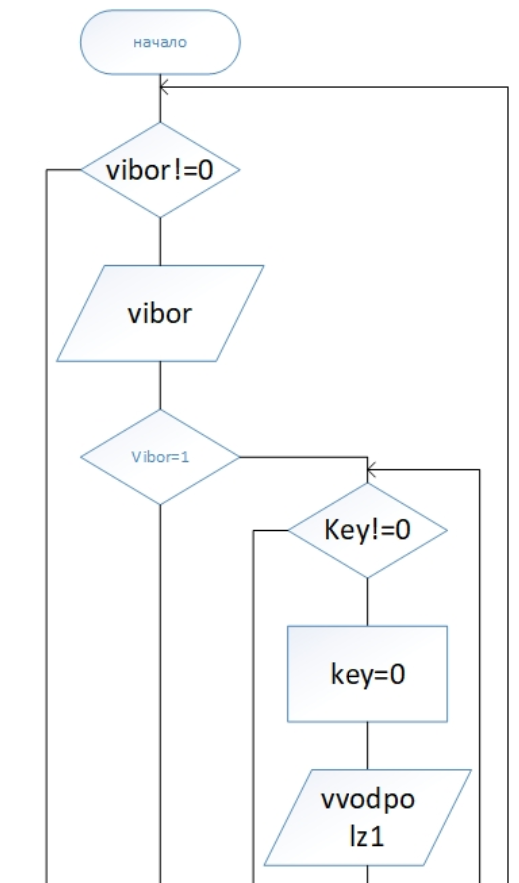 начало
vibor!=0
vibor
Vibor=1
Key!=0
key=0
vvodpo
lz1